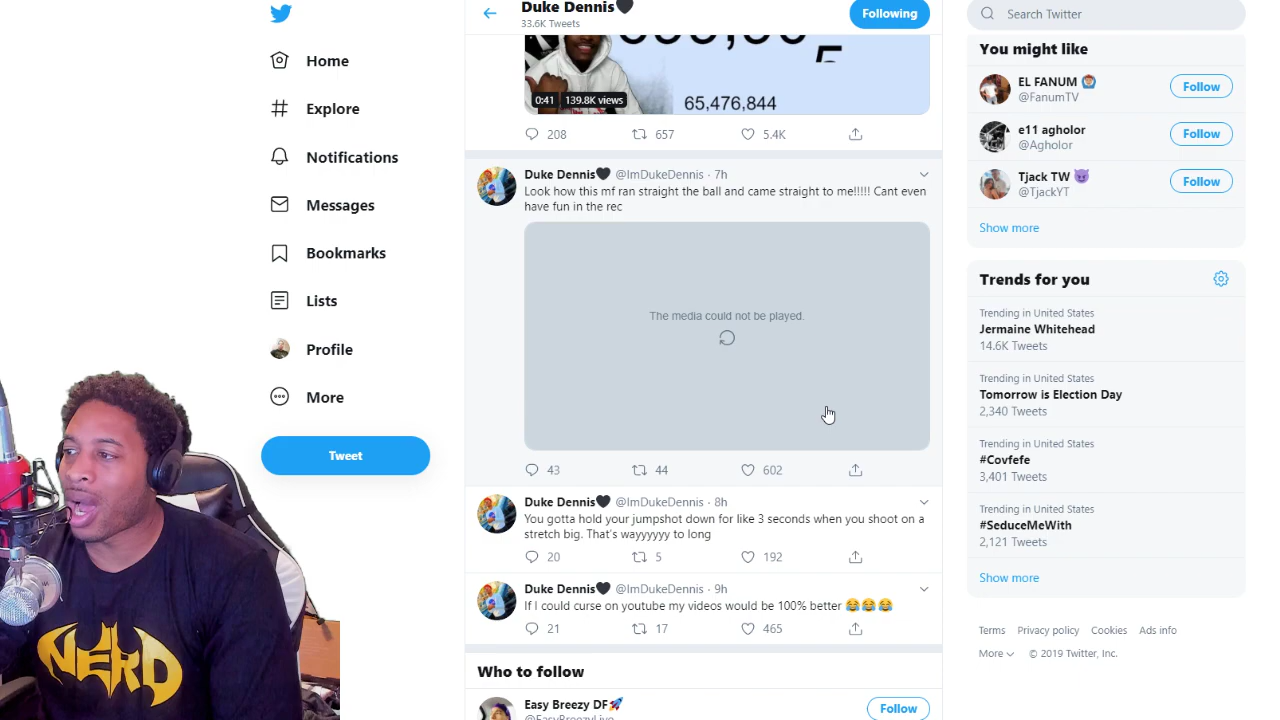 Duke Dennis🖤
33.6K Tweets
Following
Search Twitter
Home
Explore
Notifications
Messages
Bookmarks
Lists
Profile
More
Tweet
0:41 139.8K views
65,476,844
208 657 5.4K
Duke Dennis🖤 @ImDukeDennis · 7h
Look how this mf ran straight the ball and came straight to me!!!!! Cant even
have fun in the rec
The media could not be played.
43 44 602
Duke Dennis🖤 @ImDukeDennis · 8h
You gotta hold your jumpshot down for like 3 seconds when you shoot on a
stretch big. That's wayyyyyy to long
20 5 192
Duke Dennis🖤 @ImDukeDennis · 9h
If I could curse on youtube my videos would be 100% better 😂😂😂
21 17 465
Who to follow
Easy Breezy DF🚀
@EasyBreezyLive
Follow
You might like
EL FANUM 🙆🏽‍♂️
@FanumTV
Follow
e11 agholor
@Agholor
Follow
Tjack TW 😈
@TjackYT
Follow
Show more
Trends for you
Trending in United States
Jermaine Whitehead
14.6K Tweets
Trending in United States
Tomorrow is Election Day
2,340 Tweets
Trending in United States
#Covfefe
3,401 Tweets
Trending in United States
#SeduceMeWith
2,121 Tweets
Show more
Terms Privacy policy Cookies Ads info
More © 2019 Twitter, Inc.
NERD